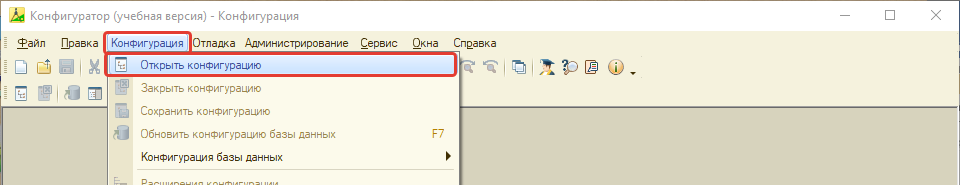 Конфигуратор (учебная версия) - Конфигурация
Файл Правка Конфигурация Отладка Администрирование Сервис Окна Справка
Открыть конфигурацию
Закрыть конфигурацию
Сохранить конфигурацию
Обновить конфигурацию базы данных F7
Конфигурация базы данных
Расширения конфигурации